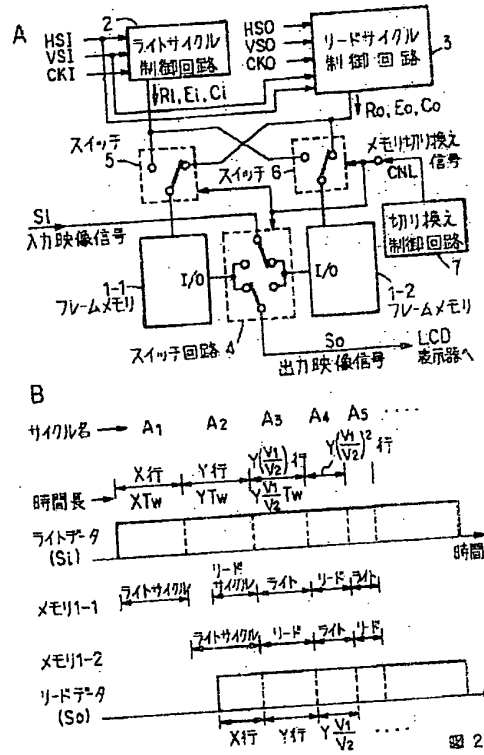 A
HSI
VSI
CKI
2
ライトサイクル
制御回路
HSO
VSO
CKO
リードサイクル
制御回路
3
Ri, Ei, Ci
Ro, Eo, Co
スイッチ
5
スイッチ
6
メモリ切り換え
信号
CNL
切り換え
制御回路
7
Si
入力映像信号
I/O
I/O
1-1
フレームメモリ
1-2
フレームメモリ
スイッチ回路 4
So
出力映像信号
LCD
表示器へ
B
サイクル名 → A1 A2 A3 A4 A5 ・・・・
X行 Y行 Y(V1/V2)行 Y(V1/V2)²行
時間長 → XTw YTw Y V1/V2 Tw
ライトデータ
(Si)
時間
メモリ1-1
ライトサイクル リードサイクル ライト リード ライト
メモリ1-2
ライトサイクル リード ライト リード
リードデータ
(So)
X行 Y行 Y V1/V2 ・・・・
図 2